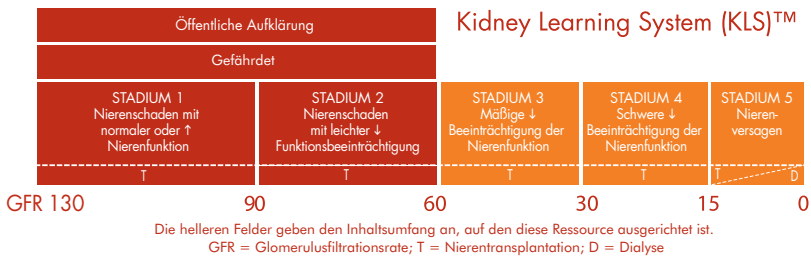 Öffentliche Aufklärung
Kidney Learning System (KLS)™
Gefährdet
STADIUM 1
Nierenschaden mit
normaler oder ↑
Nierenfunktion
STADIUM 2
Nierenschaden
mit leichter ↓
Funktionsbeeinträchtigung
STADIUM 3
Mäßige ↓
Beeinträchtigung der
Nierenfunktion
STADIUM 4
Schwere ↓
Beeinträchtigung der
Nierenfunktion
STADIUM 5
Nieren-
versagen
T
T
T
T
T
D
GFR 130
90
60
30
15
0
Die helleren Felder geben den Inhaltsumfang an, auf den diese Ressource ausgerichtet ist.
GFR = Glomerulusfiltrationsrate; T = Nierentransplantation; D = Dialyse